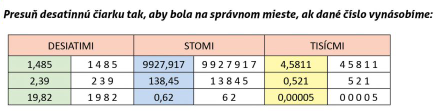 Presuň desatinnú čiarku tak, aby bola na správnom mieste, ak dané číslo vynásobíme:
DESIATIMI STOMI TISÍCMI
1,485 1 4 8 5 9927,917 9 9 2 7 9 1 7 4,5811 4 5 8 1 1
2,39 2 3 9 138,45 1 3 8 4 5 0,521 5 2 1
19,82 1 9 8 2 0,62 6 2 0,00005 0 0 0 0 5